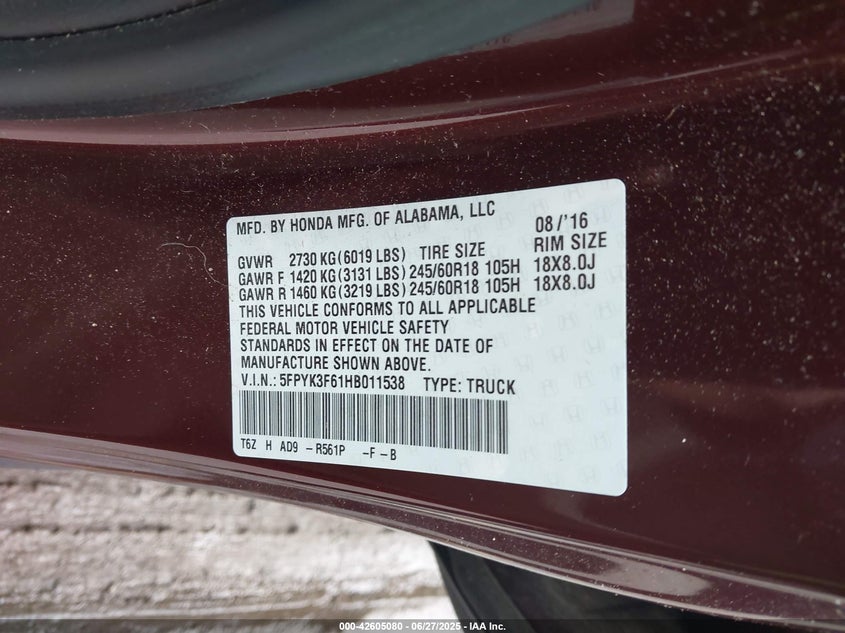 MFD. BY HONDA MFG. OF ALABAMA, LLC 08/'16
GVWR 2730 KG(6019 LBS) TIRE SIZE RIM SIZE
GAWR F 1420 KG(3131 LBS)245/60R18 105H 18X8.0J
GAWR R 1460 KG(3219 LBS)245/60R18 105H 18X8.0J
THIS VEHICLE CONFORMS TO ALL APPLICABLE
FEDERAL MOTOR VEHICLE SAFETY
STANDARDS IN EFFECT ON THE DATE OF
MANUFACTURE SHOWN ABOVE.
V.I.N.: 5FPYK3F61HB011538 TYPE: TRUCK
T6Z H AD9 -R561P -F-B
000-42605080 - 06/27/2025 - IAA Inc.